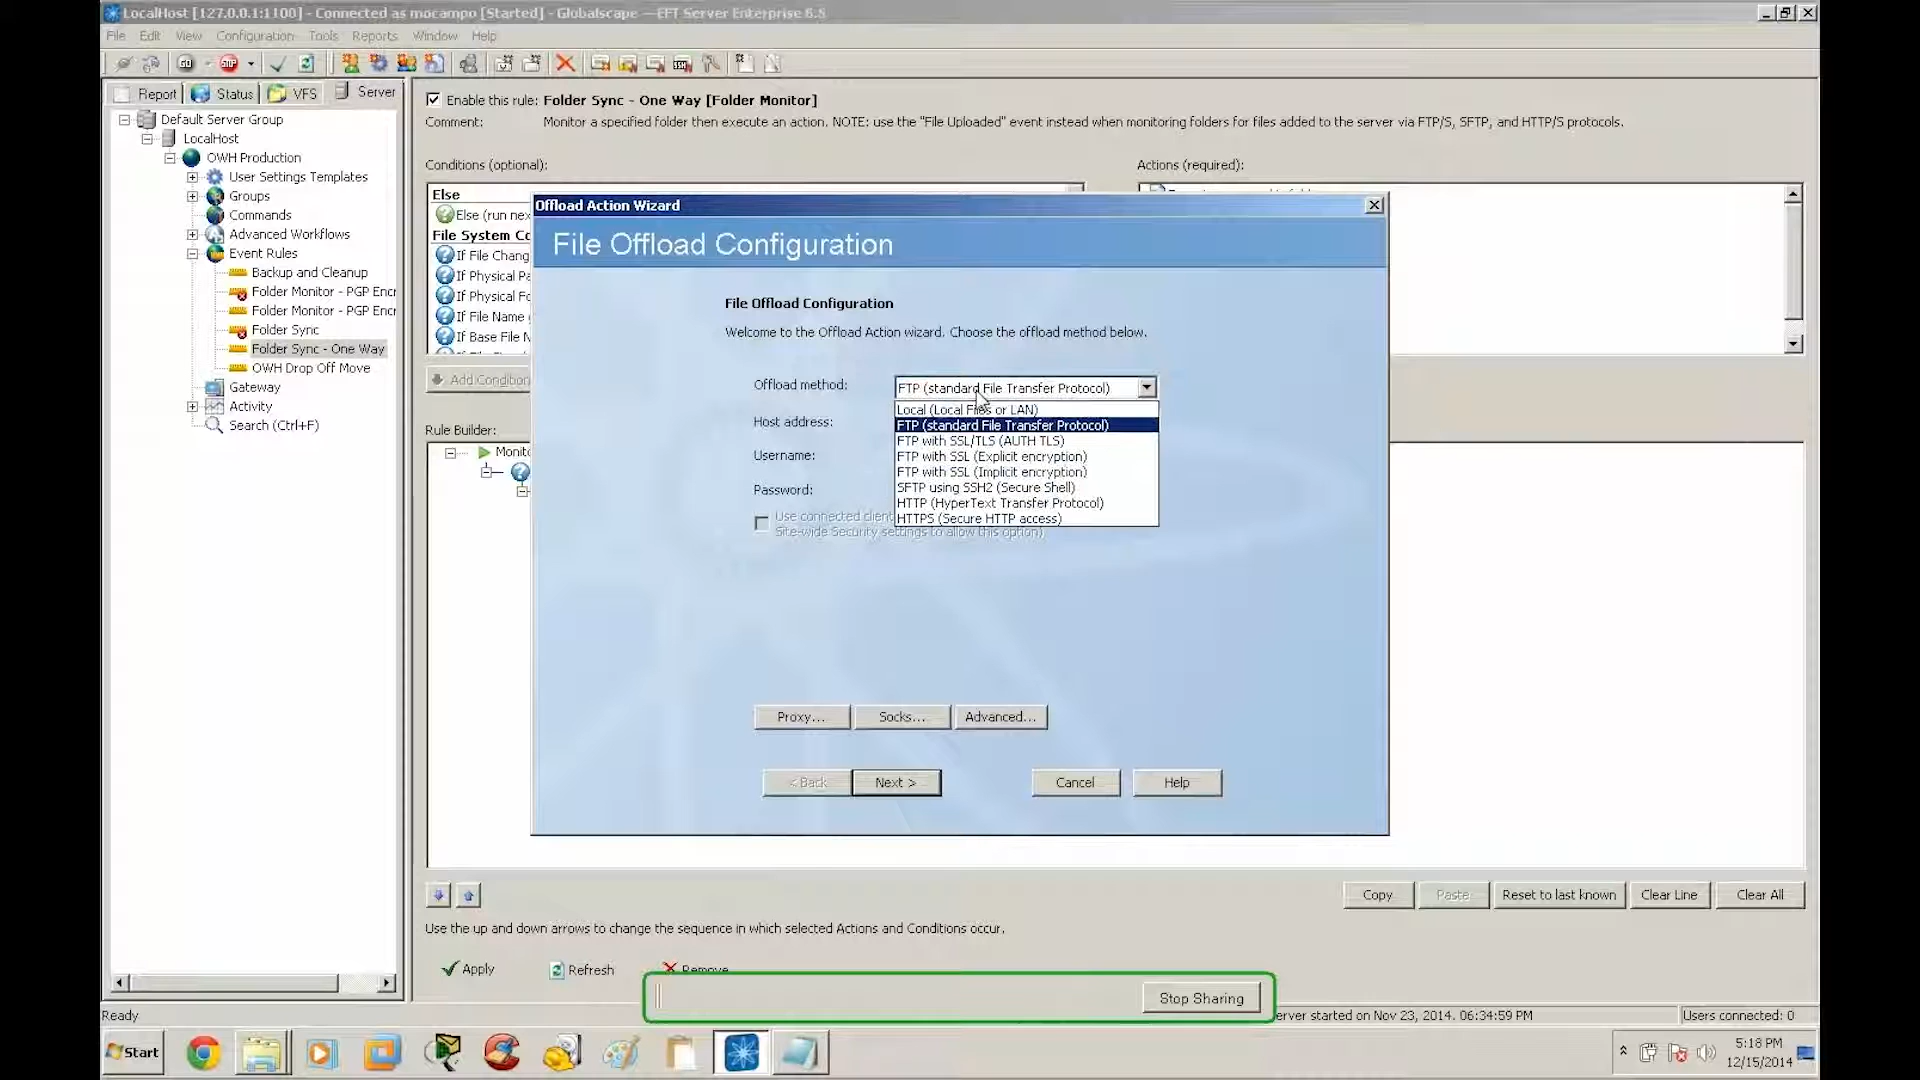 LocalHost [127.0.0.1:1100] - Connected as mocampo [Started] - Globalscape — EFT Server Enterprise 6.5
File Edit View Configuration Tools Reports Window Help
GO STOP SSH
Report Status VFS Server
Default Server Group
LocalHost
OWH Production
User Settings Templates
Groups
Commands
Advanced Workflows
Event Rules
Backup and Cleanup
Folder Monitor - PGP Encr
Folder Monitor - PGP Encr
Folder Sync
Folder Sync - One Way
OWH Drop Off Move
Gateway
Activity
Search (Ctrl+F)
Enable this rule: Folder Sync - One Way [Folder Monitor]
Comment: Monitor a specified folder then execute an action. NOTE: use the "File Uploaded" event instead when monitoring folders for files added to the server via FTP/S, SFTP, and HTTP/S protocols.
Conditions (optional): Actions (required):
Else
Else (run nex
File System Co
If File Chang
If Physical Pa
If Physical Fo
If File Name
If Base File N
Add Condition
Rule Builder:
Monito
Offload Action Wizard
File Offload Configuration
File Offload Configuration
Welcome to the Offload Action wizard. Choose the offload method below.
Offload method: FTP (standard File Transfer Protocol)
Local (Local Files or LAN)
FTP (standard File Transfer Protocol)
FTP with SSL/TLS (AUTH TLS)
FTP with SSL (Explicit encryption)
FTP with SSL (Implicit encryption)
SFTP using SSH2 (Secure Shell)
HTTP (HyperText Transfer Protocol)
HTTPS (Secure HTTP access)
Host address:
Username:
Password:
Use connected client
Site-wide Security settings to allow this option)
Proxy... Socks... Advanced...
< Back Next > Cancel Help
Copy Paste Reset to last known Clear Line Clear All
Use the up and down arrows to change the sequence in which selected Actions and Conditions occur.
Apply Refresh Remove
Stop Sharing
Ready erver started on Nov 23, 2014. 06:34:59 PM Users connected: 0
Start 5:18 PM
12/15/2014